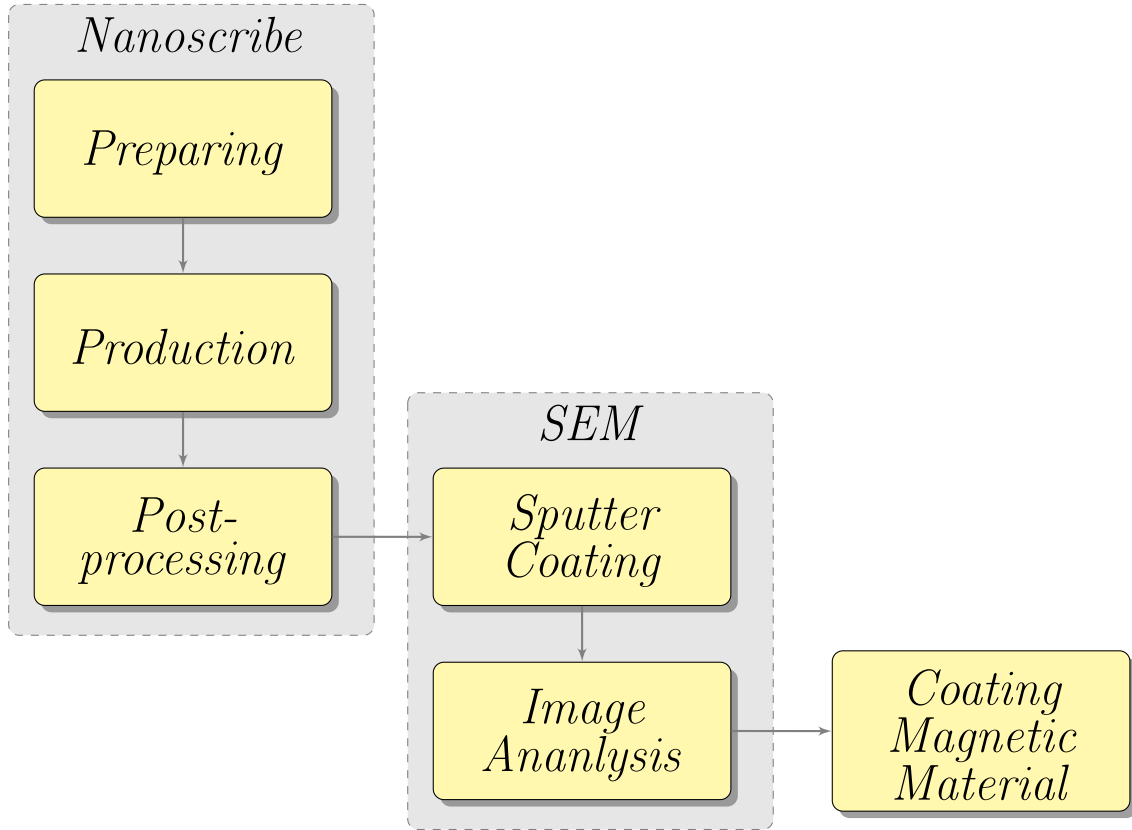 Nanoscribe
Preparing
Production
Post-
processing
SEM
Sputter
Coating
Image
Ananlysis
Coating
Magnetic
Material